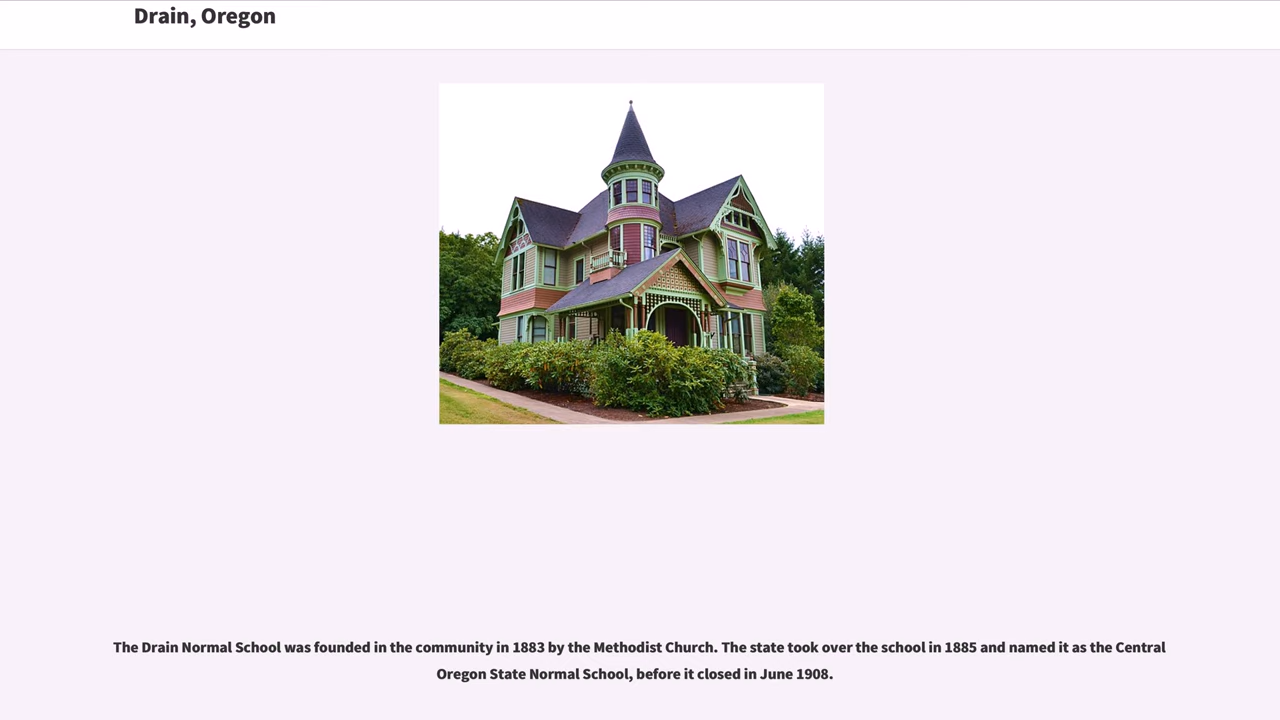 Drain, Oregon
The Drain Normal School was founded in the community in 1883 by the Methodist Church. The state took over the school in 1885 and named it as the Central
Oregon State Normal School, before it closed in June 1908.